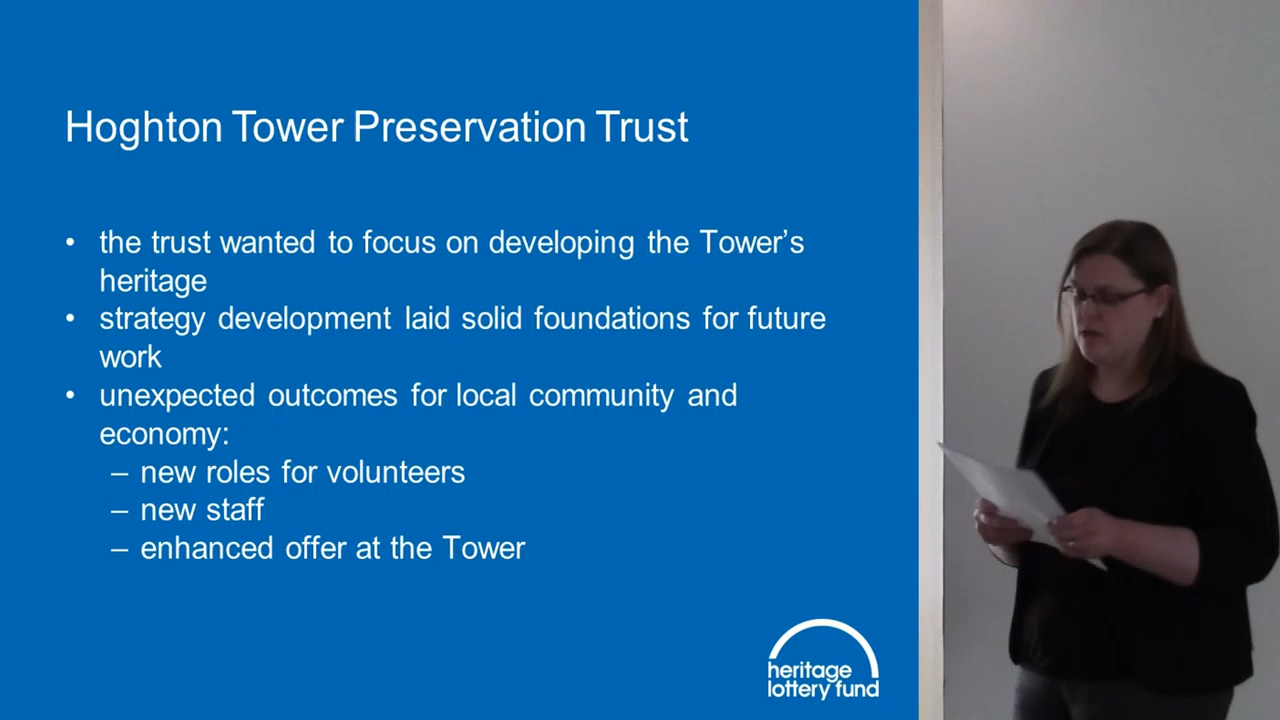 Hoghton Tower Preservation Trust
• the trust wanted to focus on developing the Tower’s
heritage
• strategy development laid solid foundations for future
work
• unexpected outcomes for local community and
economy:
– new roles for volunteers
– new staff
– enhanced offer at the Tower
heritage
lottery fund